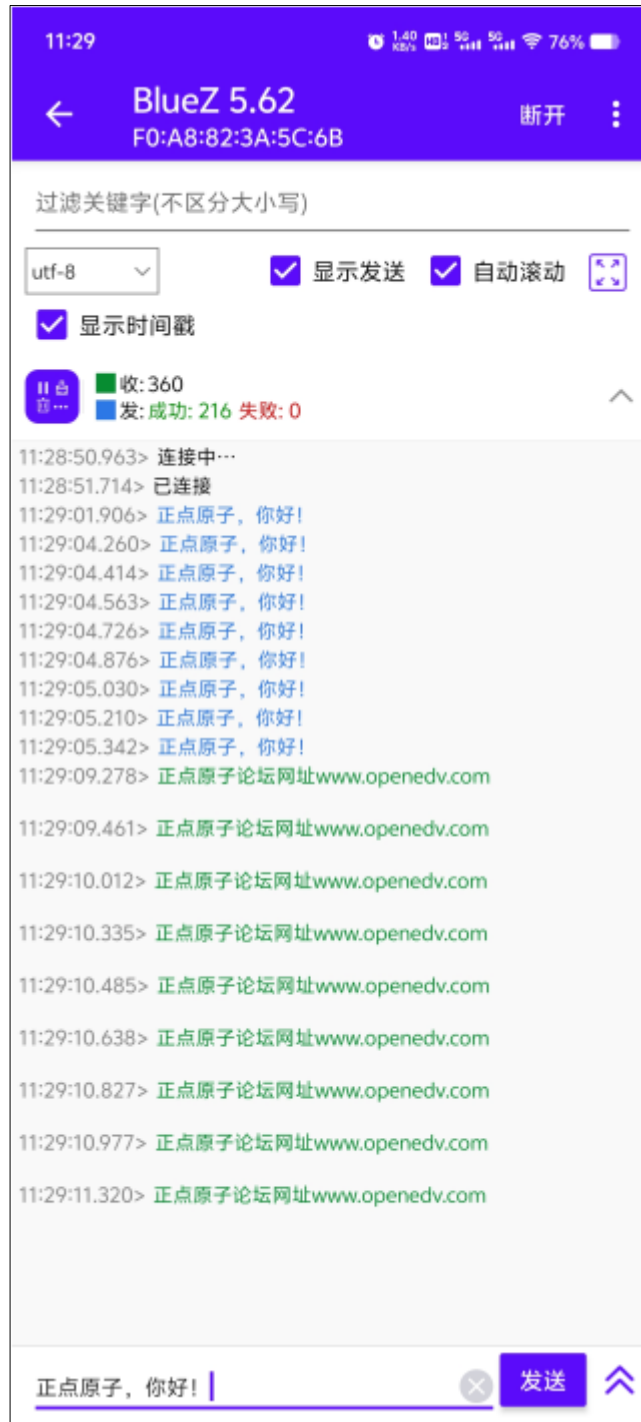 11:29 1.40 KB/s HD 5G 5G 76%
BlueZ 5.62 断开
F0:A8:82:3A:5C:6B
过滤关键字(不区分大小写)
utf-8 显示发送 自动滚动
显示时间戳
收: 360
发: 成功: 216 失败: 0
11:28:50.963> 连接中…
11:28:51.714> 已连接
11:29:01.906> 正点原子，你好！
11:29:04.260> 正点原子，你好！
11:29:04.414> 正点原子，你好！
11:29:04.563> 正点原子，你好！
11:29:04.726> 正点原子，你好！
11:29:04.876> 正点原子，你好！
11:29:05.030> 正点原子，你好！
11:29:05.210> 正点原子，你好！
11:29:05.342> 正点原子，你好！
11:29:09.278> 正点原子论坛网址www.openedv.com
11:29:09.461> 正点原子论坛网址www.openedv.com
11:29:10.012> 正点原子论坛网址www.openedv.com
11:29:10.335> 正点原子论坛网址www.openedv.com
11:29:10.485> 正点原子论坛网址www.openedv.com
11:29:10.638> 正点原子论坛网址www.openedv.com
11:29:10.827> 正点原子论坛网址www.openedv.com
11:29:10.977> 正点原子论坛网址www.openedv.com
11:29:11.320> 正点原子论坛网址www.openedv.com
正点原子，你好！ 发送